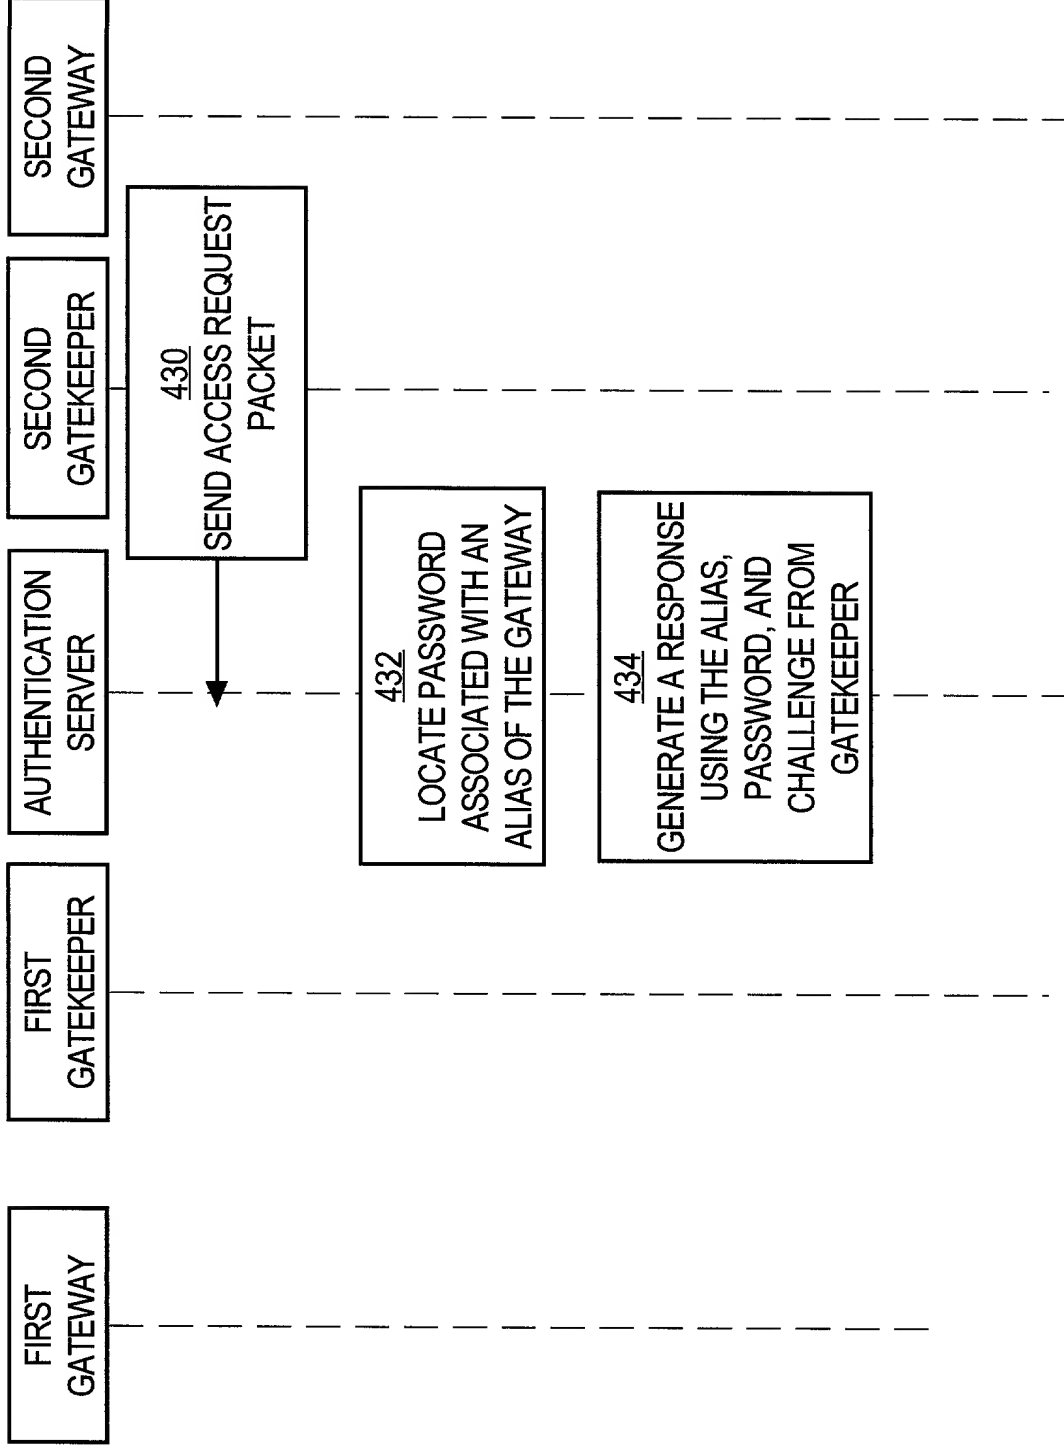 FIRST
GATEWAY
FIRST
GATEKEEPER
AUTHENTICATION
SERVER
SECOND
GATEKEEPER
SECOND
GATEWAY
430
SEND ACCESS REQUEST
PACKET
432
LOCATE PASSWORD
ASSOCIATED WITH AN
ALIAS OF THE GATEWAY
434
GENERATE A RESPONSE
USING THE ALIAS,
PASSWORD, AND
CHALLENGE FROM
GATEKEEPER